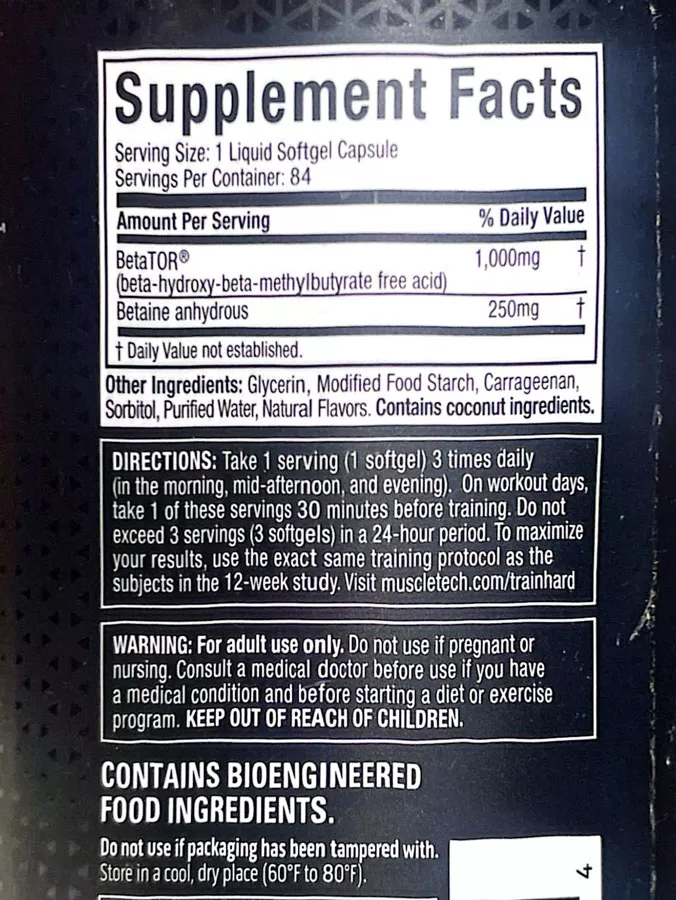 Supplement Facts
Serving Size: 1 Liquid Softgel Capsule
Servings Per Container: 84
Amount Per Serving % Daily Value
BetaTOR® 1,000mg †
(beta-hydroxy-beta-methylbutyrate free acid)
Betaine anhydrous 250mg †
† Daily Value not established.
Other Ingredients: Glycerin, Modified Food Starch, Carrageenan,
Sorbitol, Purified Water, Natural Flavors. Contains coconut ingredients.
DIRECTIONS: Take 1 serving (1 softgel) 3 times daily
(in the morning, mid-afternoon, and evening). On workout days,
take 1 of these servings 30 minutes before training. Do not
exceed 3 servings (3 softgels) in a 24-hour period. To maximize
your results, use the exact same training protocol as the
subjects in the 12-week study. Visit muscletech.com/trainhard
WARNING: For adult use only. Do not use if pregnant or
nursing. Consult a medical doctor before use if you have
a medical condition and before starting a diet or exercise
program. KEEP OUT OF REACH OF CHILDREN.
CONTAINS BIOENGINEERED
FOOD INGREDIENTS.
Do not use if packaging has been tampered with.
Store in a cool, dry place (60°F to 80°F).
4